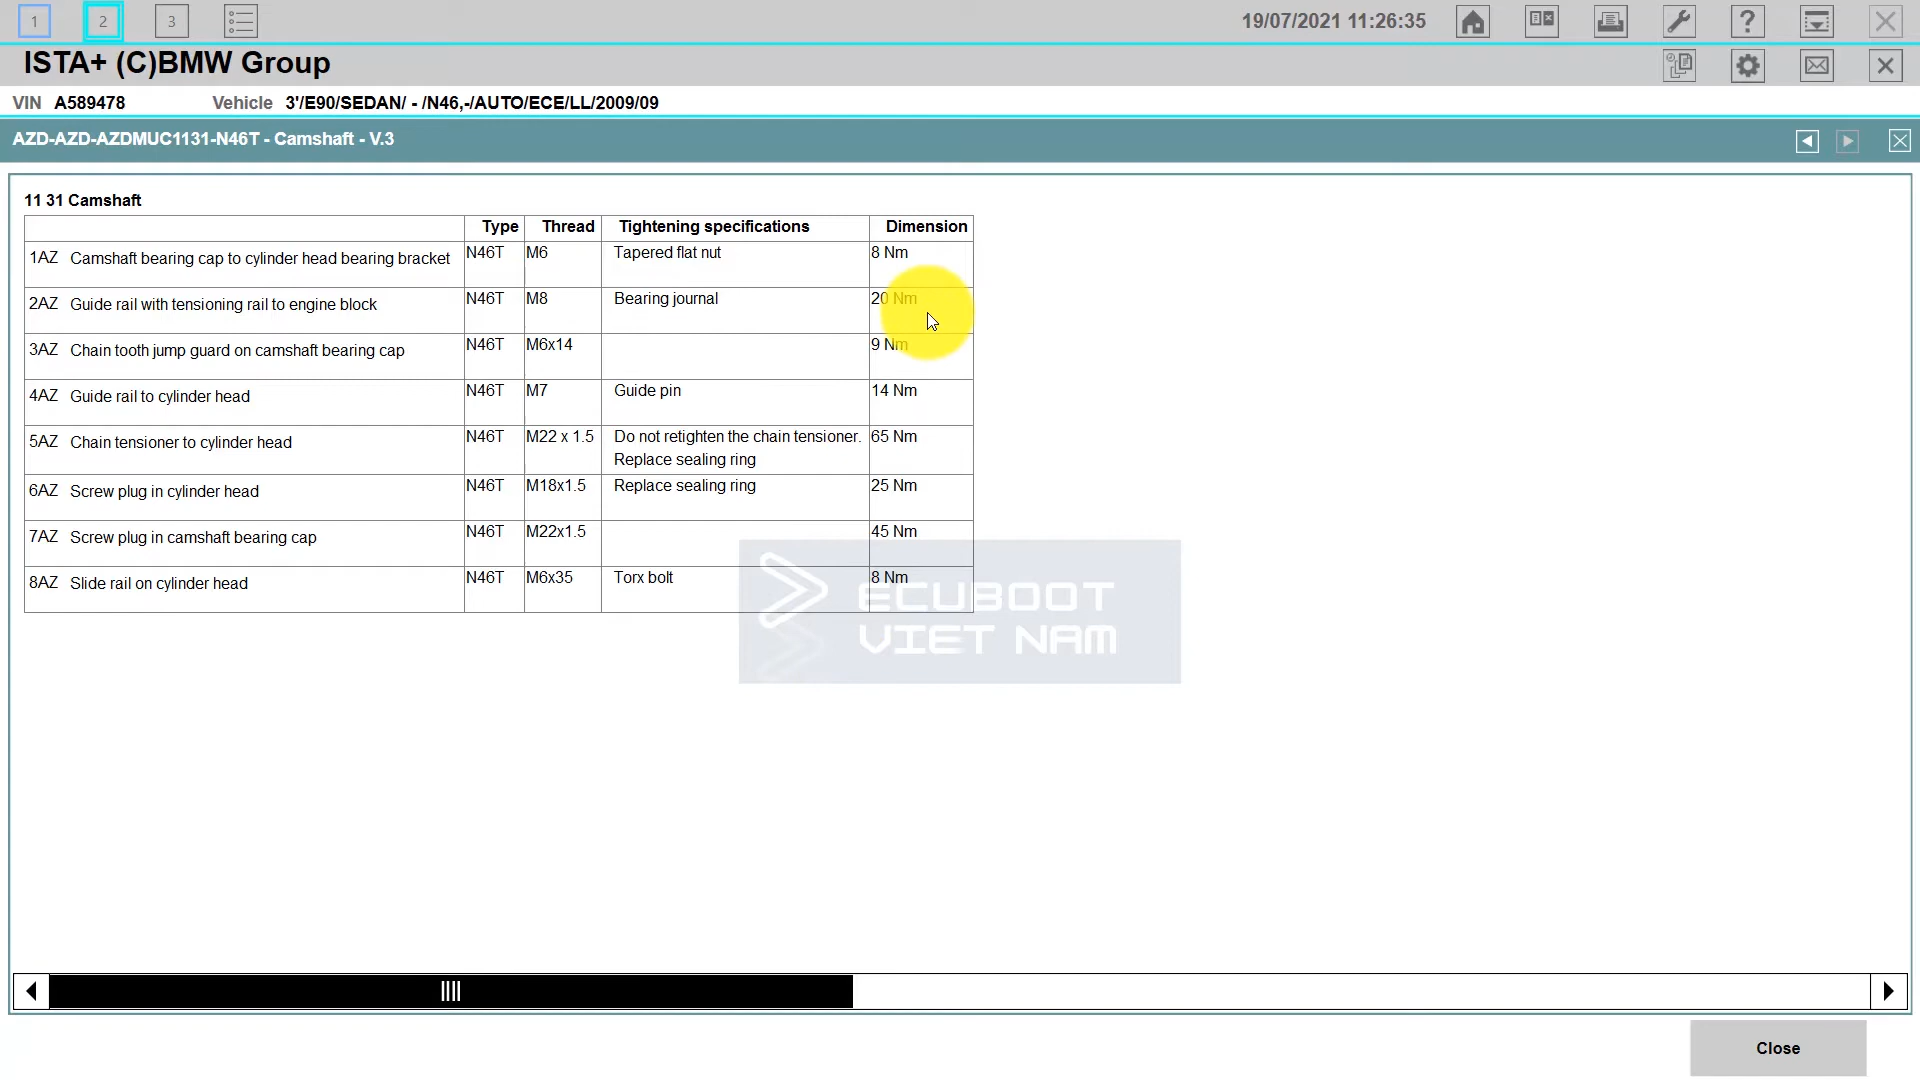 1 2 3 19/07/2021 11:26:35
ISTA+ (C)BMW Group
VIN A589478 Vehicle 3'/E90/SEDAN/ - /N46,-/AUTO/ECE/LL/2009/09
AZD-AZD-AZDMUC1131-N46T - Camshaft - V.3
11 31 Camshaft
Type Thread Tightening specifications Dimension
1AZ Camshaft bearing cap to cylinder head bearing bracket N46T M6 Tapered flat nut 8 Nm
2AZ Guide rail with tensioning rail to engine block N46T M8 Bearing journal 20 Nm
3AZ Chain tooth jump guard on camshaft bearing cap N46T M6x14 9 Nm
4AZ Guide rail to cylinder head N46T M7 Guide pin 14 Nm
5AZ Chain tensioner to cylinder head N46T M22 x 1.5 Do not retighten the chain tensioner. 65 Nm
Replace sealing ring
6AZ Screw plug in cylinder head N46T M18x1.5 Replace sealing ring 25 Nm
7AZ Screw plug in camshaft bearing cap N46T M22x1.5 45 Nm
8AZ Slide rail on cylinder head N46T M6x35 Torx bolt 8 Nm
ECUBOOT
VIET NAM
Close